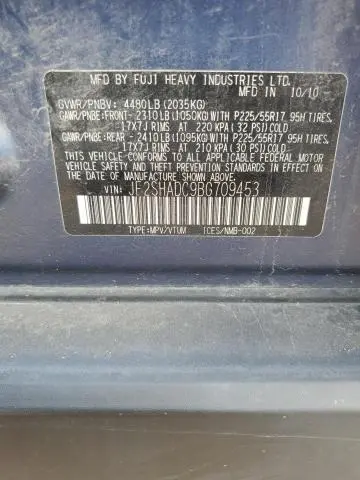 MFD BY FUJI HEAVY INDUSTRIES LTD. IN 10/10
GVWR/PNBV: 4480LB (2035KG)
GAWR/PNBE: FRONT- 2310LB (1050KG) WITH P225/55R17 95H TIRES,
17X7J RIMS AT 220 KPA (32 PSI) COLD
GAWR/PNBE: REAR - 2410LB (1095KG) WITH P225/55R17 95H TIRES,
17X7J RIMS AT 210 KPA (30 PSI) COLD
THIS VEHICLE CONFORMS TO ALL APPLICABLE FEDERAL MOTOR
VEHICLE SAFETY AND THEFT PREVENTION STANDARDS IN EFFECT
ON THE DATE OF MANUFACTURE SHOWN ABOVE.
JF2SHADC9BG709453
TYPE: MPV/VTUM ICES/NMB-002